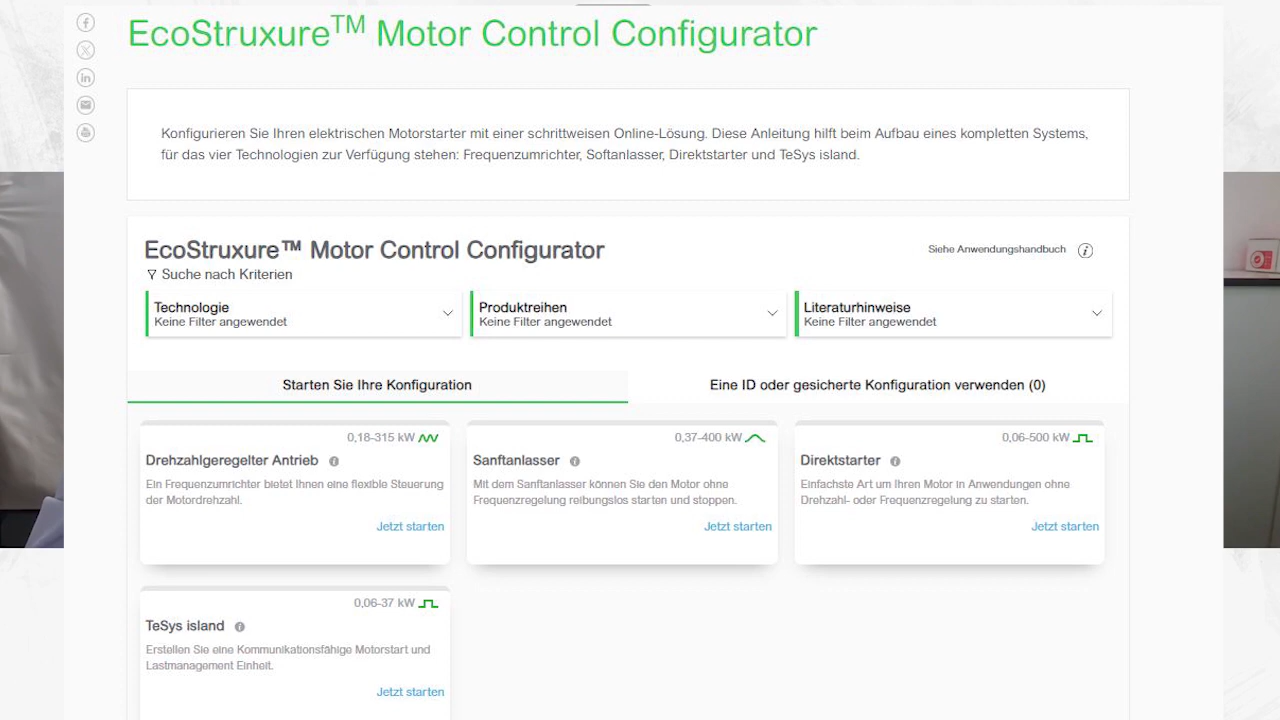 EcoStruxure™ Motor Control Configurator
Konfigurieren Sie Ihren elektrischen Motorstarter mit einer schrittweisen Online-Lösung. Diese Anleitung hilft beim Aufbau eines kompletten Systems,
für das vier Technologien zur Verfügung stehen: Frequenzumrichter, Softanlasser, Direktstarter und TeSys island.
EcoStruxure™ Motor Control Configurator
Siehe Anwendungshandbuch
Suche nach Kriterien
Technologie
Keine Filter angewendet
Produktreihen
Keine Filter angewendet
Literaturhinweise
Keine Filter angewendet
Starten Sie Ihre Konfiguration
Eine ID oder gesicherte Konfiguration verwenden (0)
0,18-315 kW
Drehzahlgeregelter Antrieb
Ein Frequenzumrichter bietet Ihnen eine flexible Steuerung
der Motordrehzahl.
Jetzt starten
0,37-400 kW
Sanftanlasser
Mit dem Sanftanlasser können Sie den Motor ohne
Frequenzregelung reibungslos starten und stoppen.
Jetzt starten
0,06-500 kW
Direktstarter
Einfachste Art um Ihren Motor in Anwendungen ohne
Drehzahl- oder Frequenzregelung zu starten.
Jetzt starten
0,06-37 kW
TeSys island
Erstellen Sie eine Kommunikationsfähige Motorstart und
Lastmanagement Einheit.
Jetzt starten